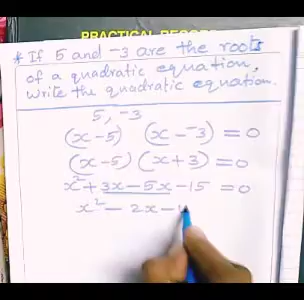 PRACTICAL RECORD
* If 5 and -3 are the roots
of a quadratic equation,
write the quadratic equation.
5, -3
(x-5) (x - -3) = 0
(x-5) (x+3) = 0
x² + 3x - 5x - 15 = 0
x² - 2x - 1